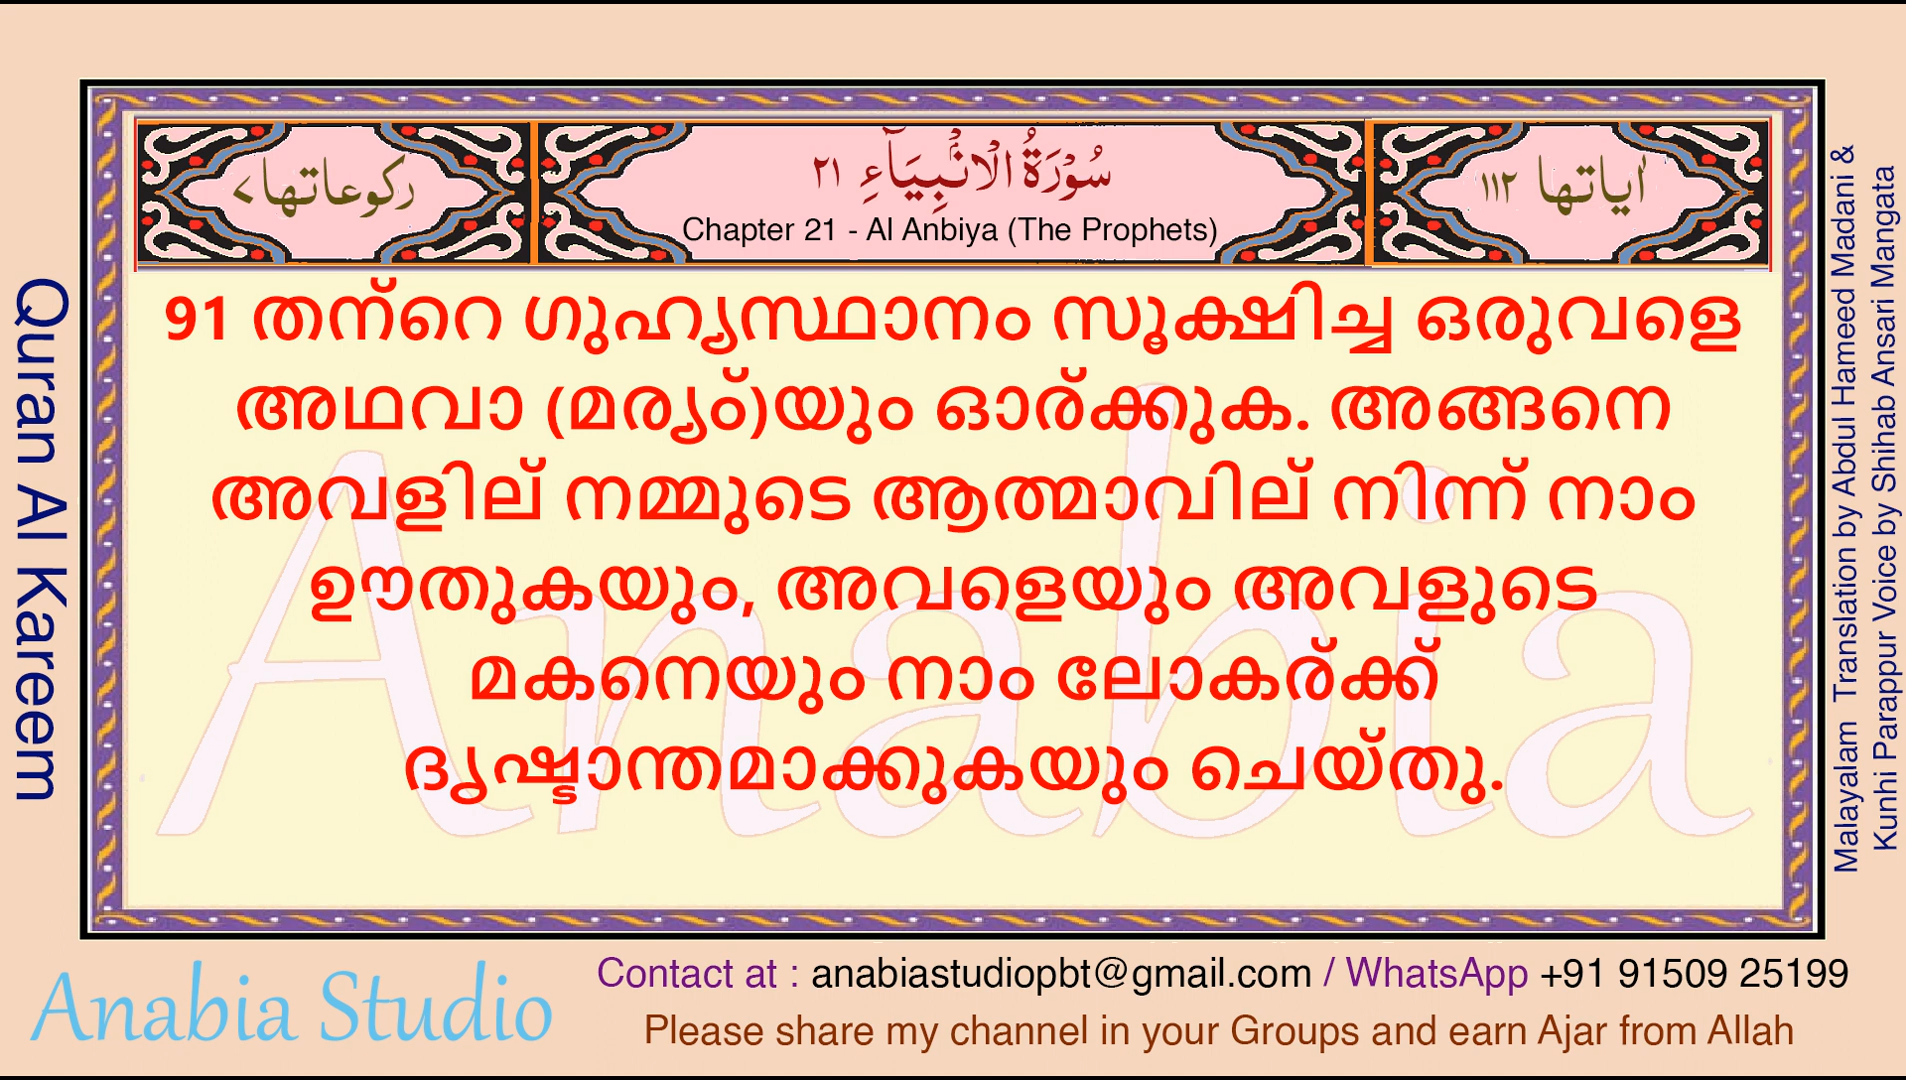 ركوعاتها ٧
سُوْرَةُ الْاَنْۢبِيَآءِ ٢١
اٰياتها ١١٢
Chapter 21 - Al Anbiya (The Prophets)
91 തന്റെ ഗുഹ്യസ്ഥാനം സൂക്ഷിച്ച ഒരുവളെ
അഥവാ (മര്യം)യും ഓര്ക്കുക. അങ്ങനെ
അവളില് നമ്മുടെ ആത്മാവില് നിന്ന് നാം
ഊതുകയും, അവളെയും അവളുടെ
മകനെയും നാം ലോകര്ക്ക്
ദൃഷ്ടാന്തമാക്കുകയും ചെയ്തു.
Anabia
Quran Al Kareem
Malayalam Translation by Abdul Hameed Madani &
Kunhi Parappur Voice by Shihab Ansari Mangata
Anabia Studio
Contact at : anabiastudiopbt@gmail.com / WhatsApp +91 91509 25199
Please share my channel in your Groups and earn Ajar from Allah